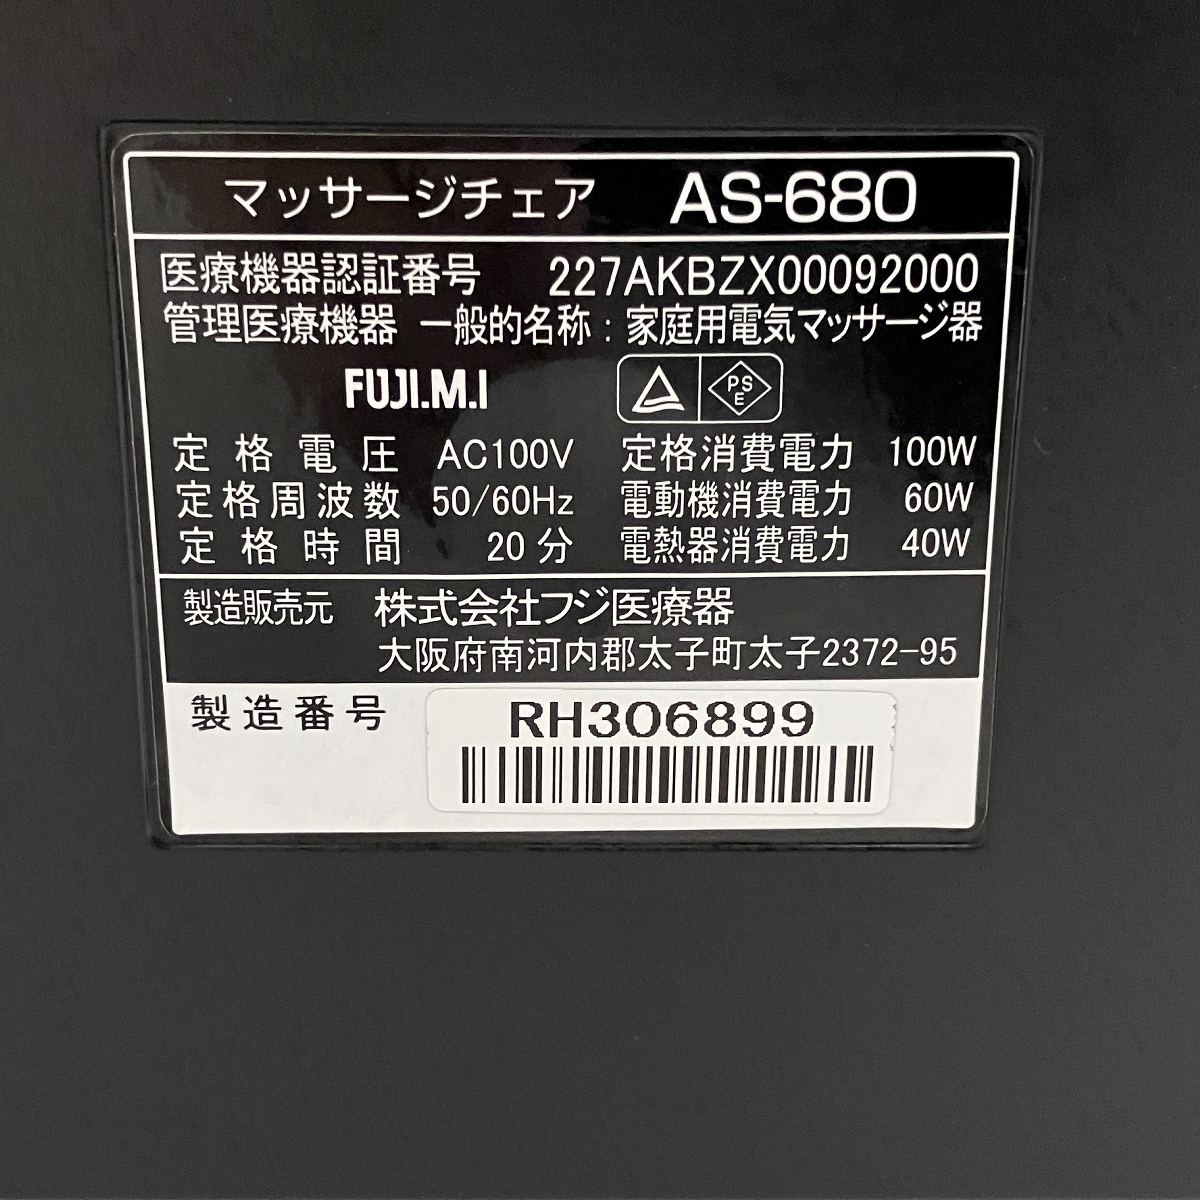 マッサージチェア AS-680
医療機器認証番号 227AKBZX00092000
管理医療機器 一般的名称：家庭用電気マッサージ器
FUJI.M.I PSE
定格電圧 AC100V 定格消費電力 100W
定格周波数 50/60Hz 電動機消費電力 60W
定格時間 20分 電熱器消費電力 40W
製造販売元 株式会社フジ医療器
大阪府南河内郡太子町太子2372-95
製造番号 RH306899